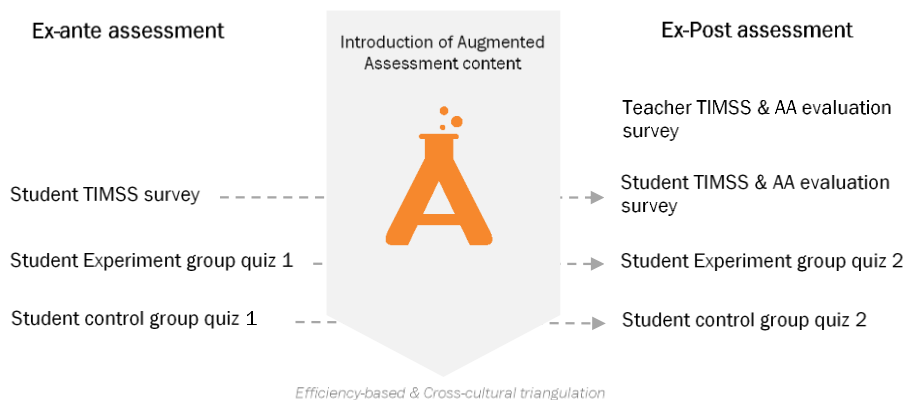 Ex-ante assessment
Introduction of Augmented
Assessment content
Ex-Post assessment
Teacher TIMSS & AA evaluation
survey
Student TIMSS survey
Student TIMSS & AA evaluation
survey
Student Experiment group quiz 1
Student Experiment group quiz 2
Student control group quiz 1
Student control group quiz 2
Efficiency-based & Cross-cultural triangulation